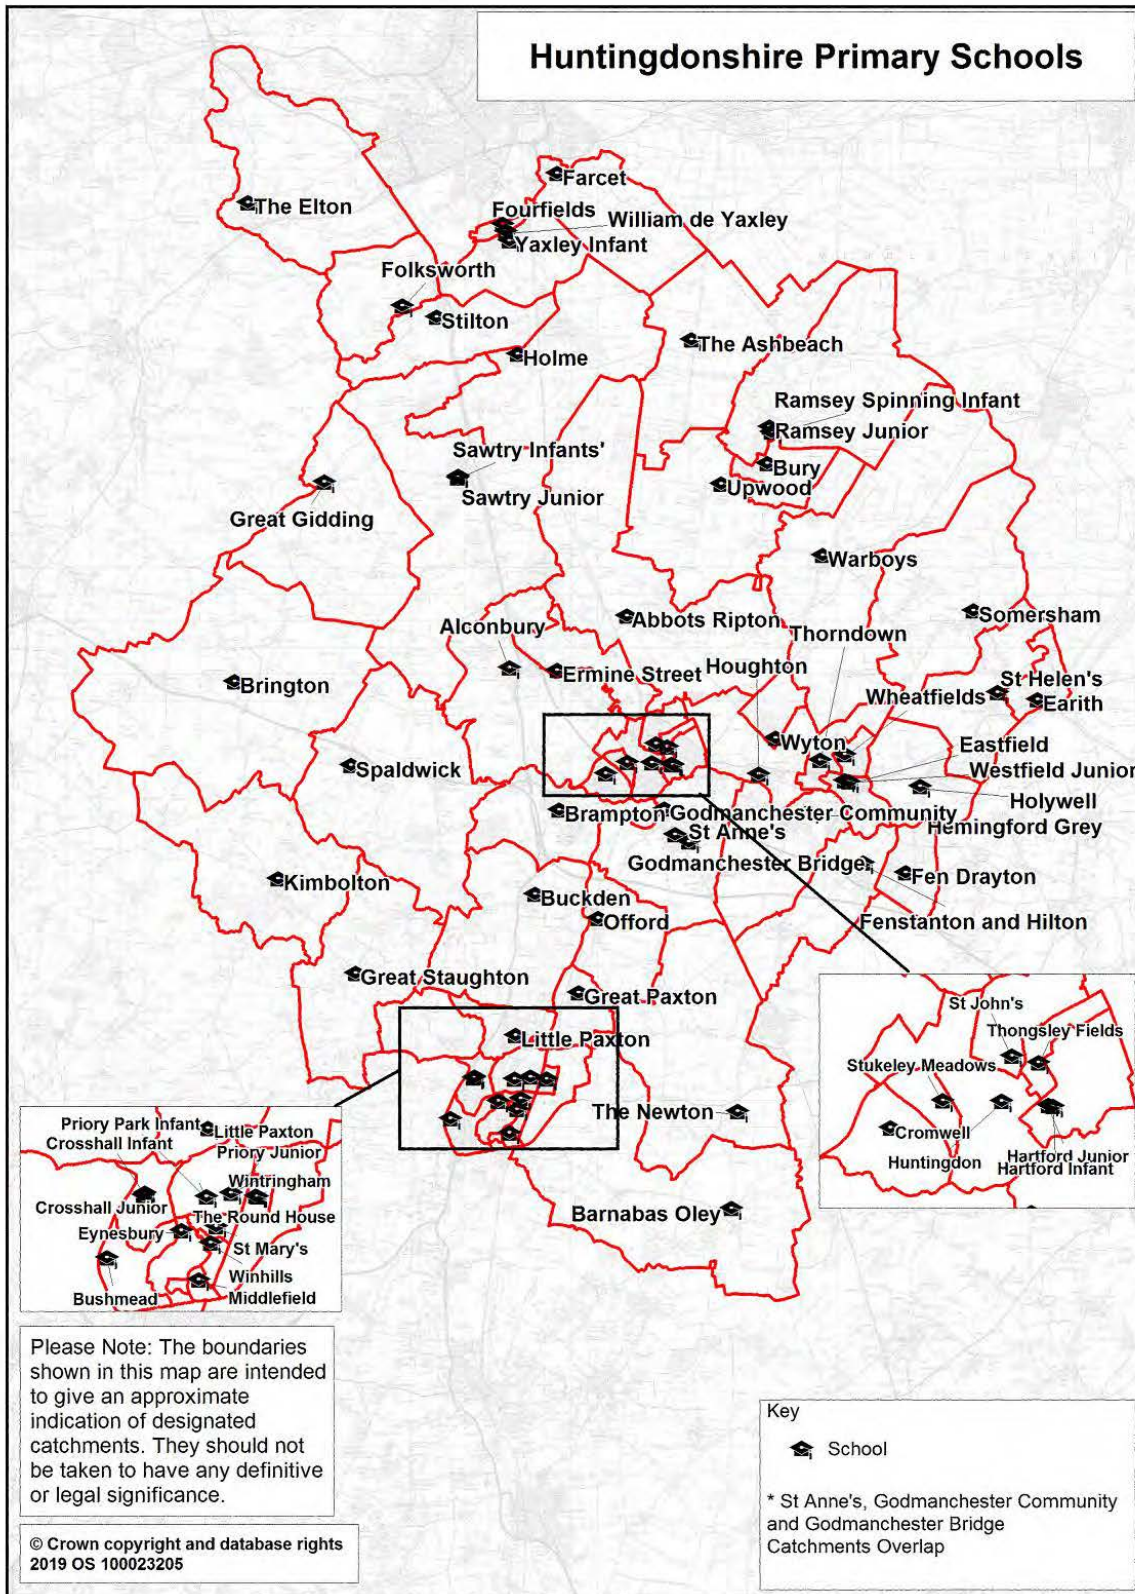 Huntingdonshire Primary Schools
Farcet
The Elton
Fourfields
William de Yaxley
Yaxley Infant
Folksworth
Stilton
The Ashbeach
Holme
Ramsey Spinning Infant
Ramsey Junior
Sawtry Infants'
Bury
Sawtry Junior
Upwood
Great Gidding
Warboys
Somersham
Abbots Ripton
Alconbury
Thorndown
Ermine Street
Houghton
St Helen's
Brington
Wheatfields
Earith
Wyton
Eastfield
Spaldwick
Westfield Junior
Holywell
Brampton
Godmanchester Community
Hemingford Grey
St Anne's
Godmanchester Bridge
Kimbolton
Fen Drayton
Buckden
Offord
Fenstanton and Hilton
Great Staughton
Great Paxton
Little Paxton
The Newton
Barnabas Oley
St John's
Thongsley Fields
Stukeley Meadows
Cromwell
Huntingdon
Hartford Junior
Hartford Infant
Priory Park Infant
Little Paxton
Crosshall Infant
Priory Junior
Wintringham
Crosshall Junior
The Round House
Eynesbury
St Mary's
Winhills
Bushmead
Middlefield
Please Note: The boundaries
shown in this map are intended
to give an approximate
indication of designated
catchments. They should not
be taken to have any definitive
or legal significance.
© Crown copyright and database rights
2019 OS 100023205
Key
School
* St Anne's, Godmanchester Community
and Godmanchester Bridge
Catchments Overlap